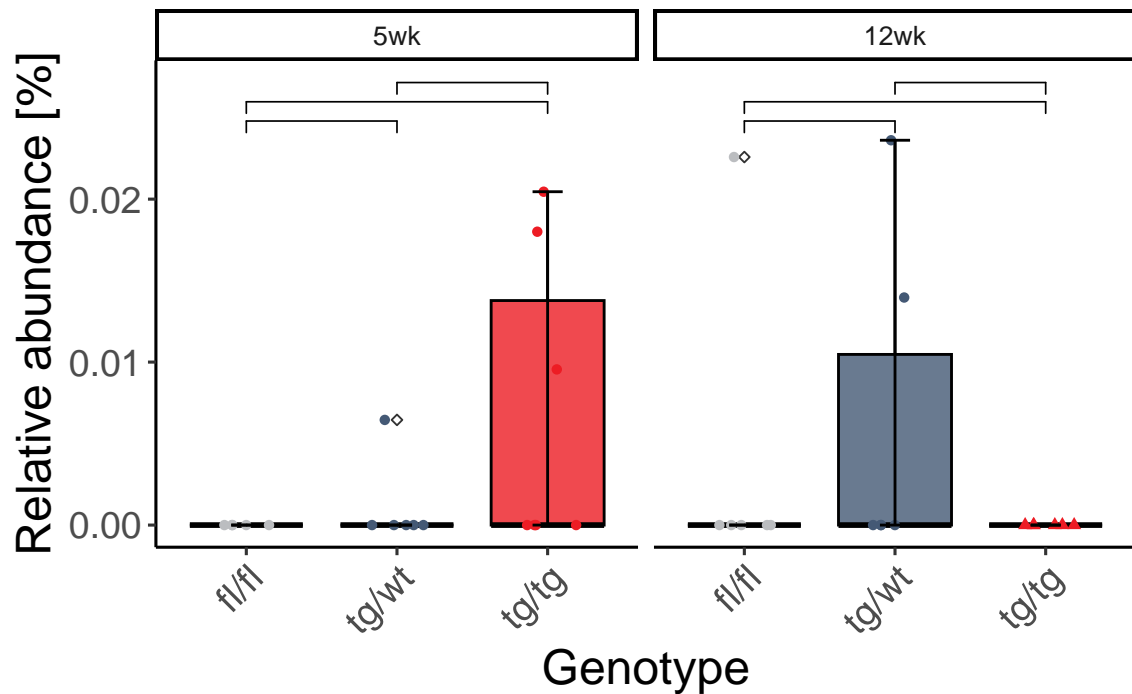 5wk
12wk
Relative abundance [%]
0.02
0.01
0.00
fl/fl
tg/wt
tg/tg
fl/fl
tg/wt
tg/tg
Genotype